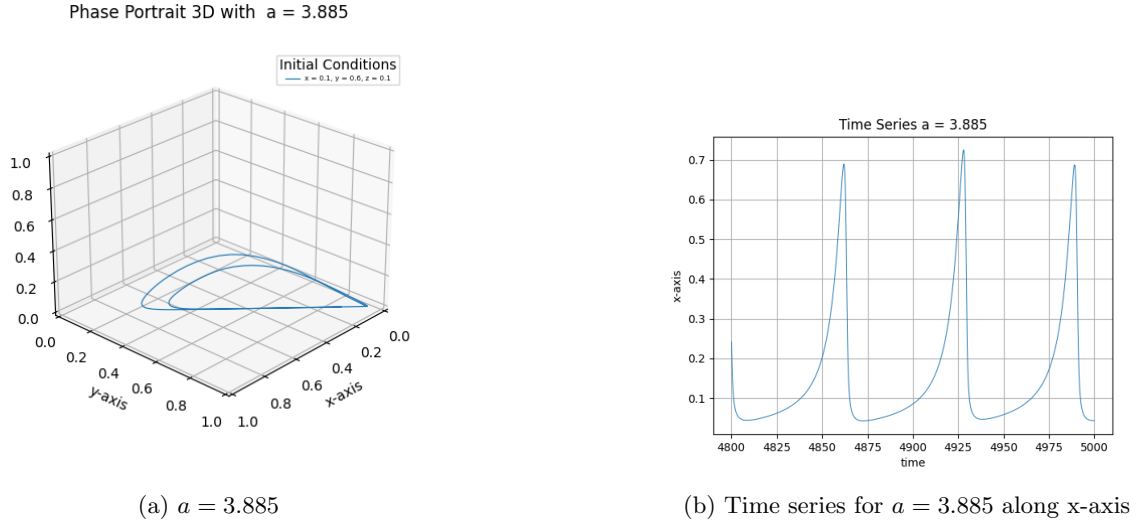 Phase Portrait 3D with a = 3.885
Initial Conditions
x = 0.1, y = 0.6, z = 0.1
1.0
0.8
0.6
0.4
0.2
0.0
0.0
0.2
0.4
0.6
0.8
1.0
y-axis
0.0
0.2
0.4
0.6
0.8
1.0
x-axis
(a) a = 3.885
Time Series a = 3.885
0.7
0.6
0.5
0.4
0.3
0.2
0.1
x-axis
4800 4825 4850 4875 4900 4925 4950 4975 5000
time
(b) Time series for a = 3.885 along x-axis